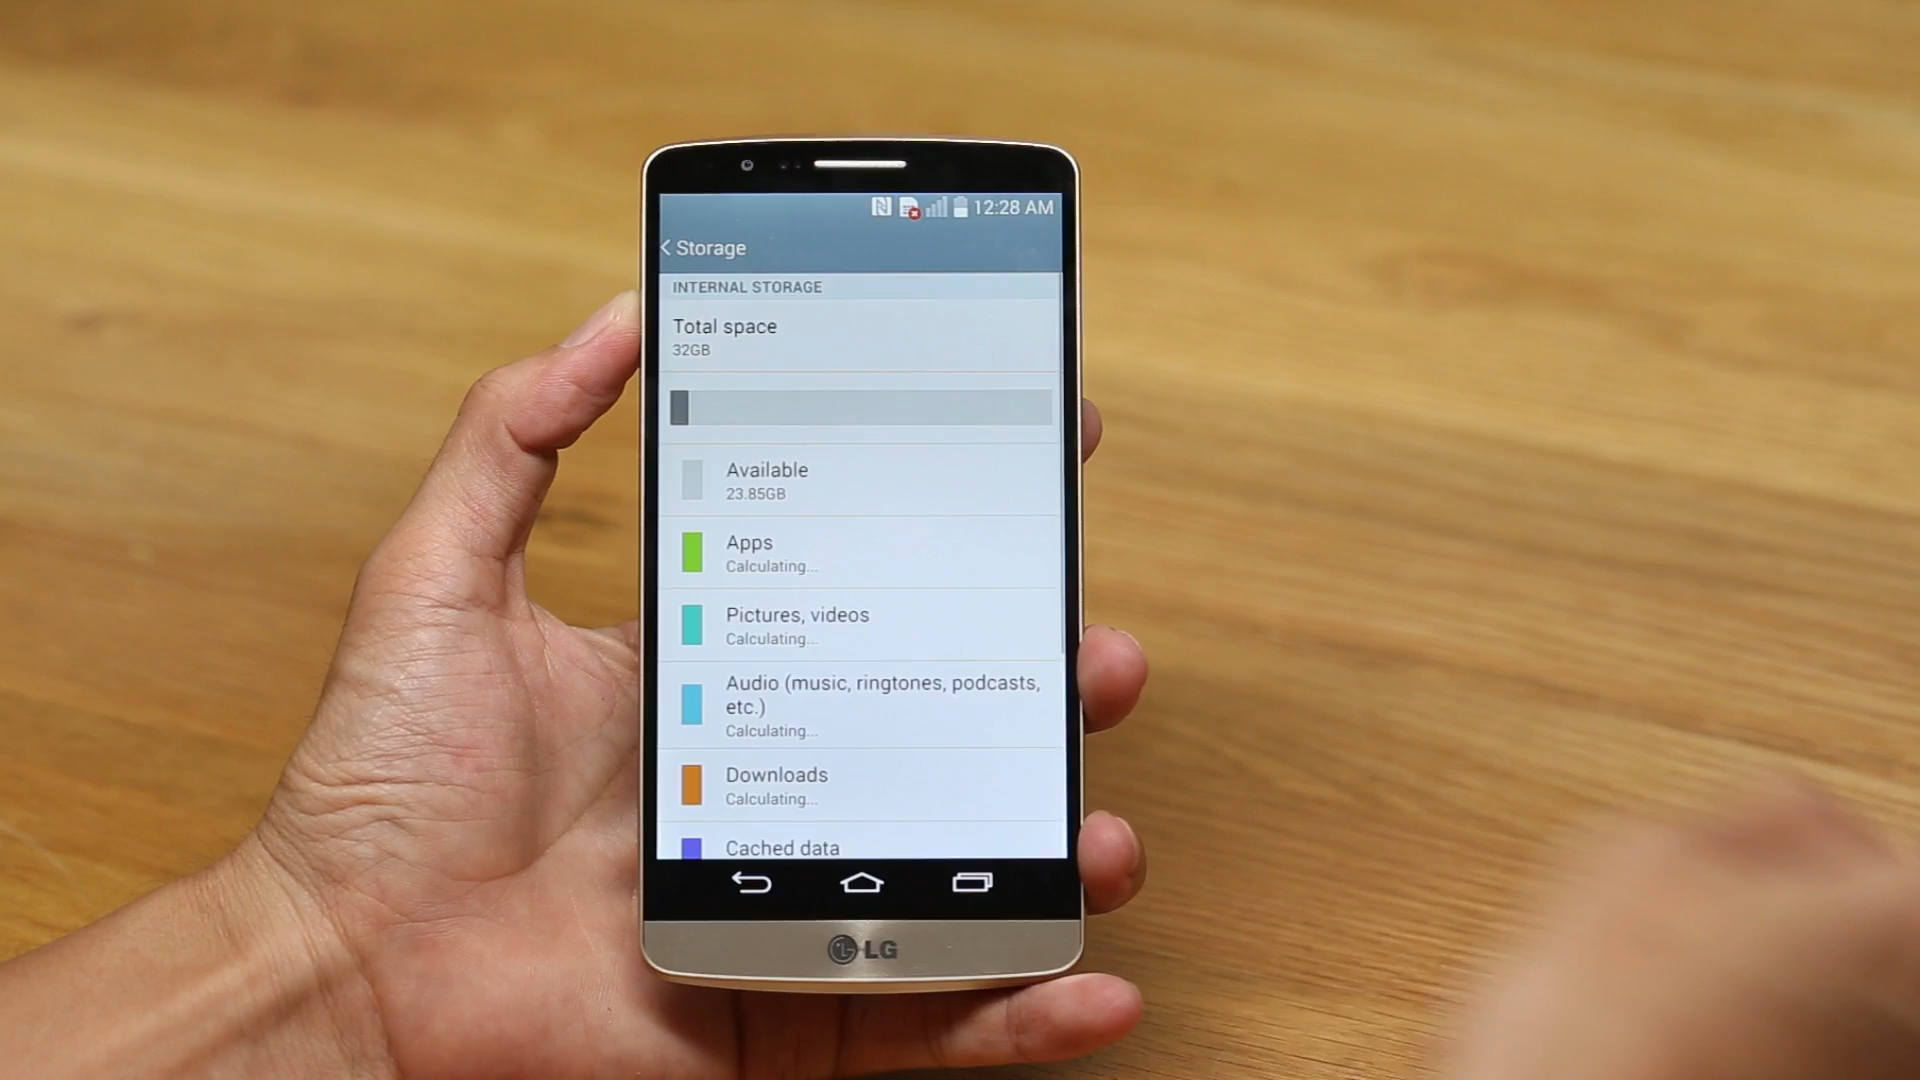 12:28 AM
Storage
INTERNAL STORAGE
Total space
32GB
Available
23.85GB
Apps
Calculating...
Pictures, videos
Calculating...
Audio (music, ringtones, podcasts,
etc.)
Calculating...
Downloads
Calculating...
Cached data
LG